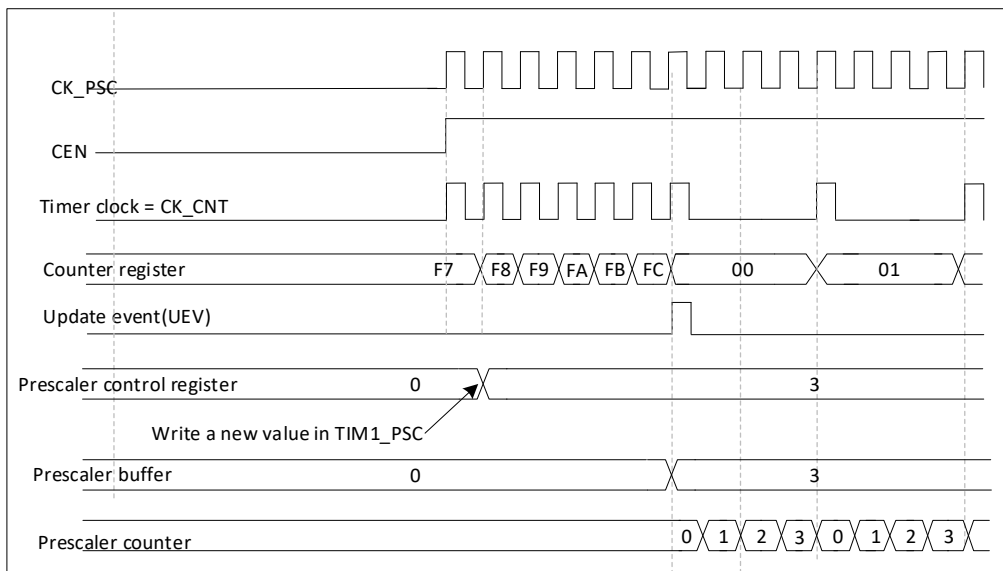 CK_PSC
CEN
Timer clock = CK_CNT
Counter register F7 F8 F9 FA FB FC 00 01
Update event(UEV)
Prescaler control register 0 3
Write a new value in TIM1_PSC
Prescaler buffer 0 3
Prescaler counter 0 1 2 3 0 1 2 3